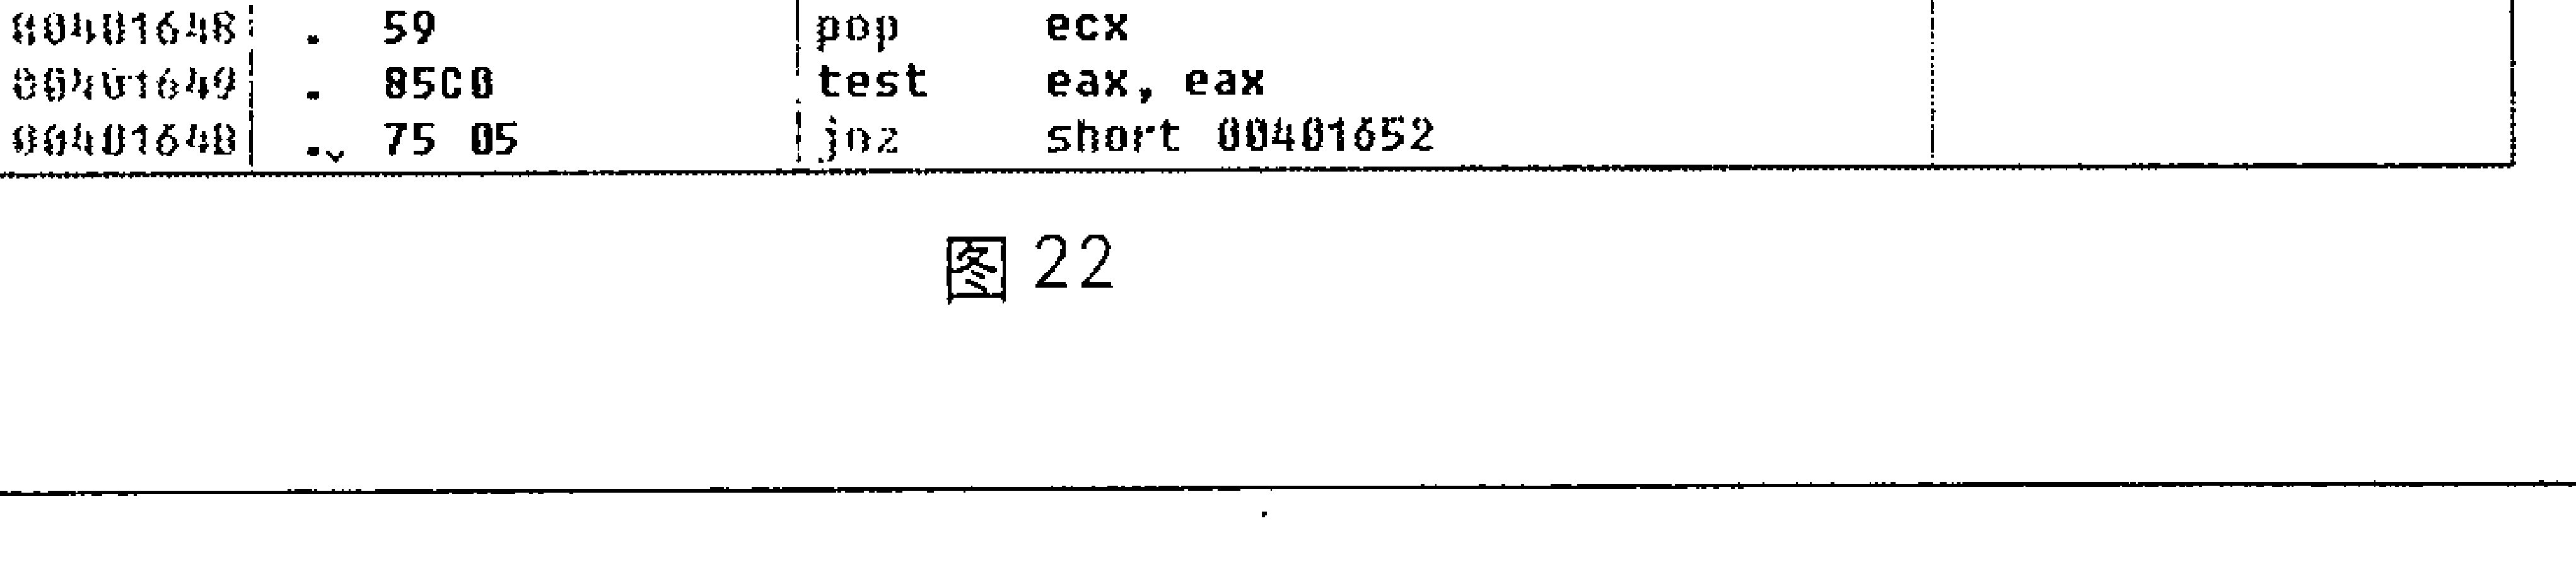 00401648 . 59 pop ecx
00401649 . 85C0 test eax, eax
0040164B .˅ 75 05 jnz short 00401652
图 22